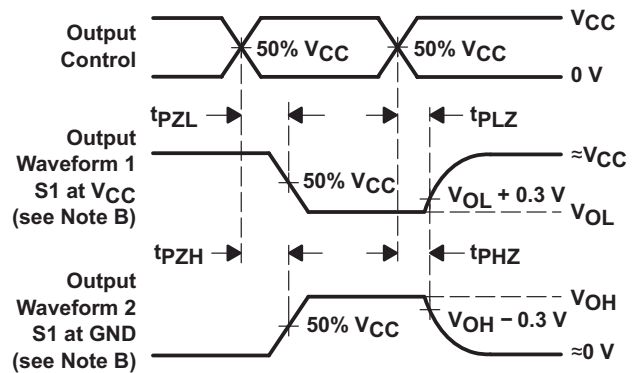 Output
Control
50% VCC
50% VCC
VCC
0 V
tPZL
tPLZ
Output
Waveform 1
S1 at VCC
(see Note B)
50% VCC
≈VCC
VOL + 0.3 V
VOL
tPZH
tPHZ
Output
Waveform 2
S1 at GND
(see Note B)
50% VCC
VOH
VOH − 0.3 V
≈0 V